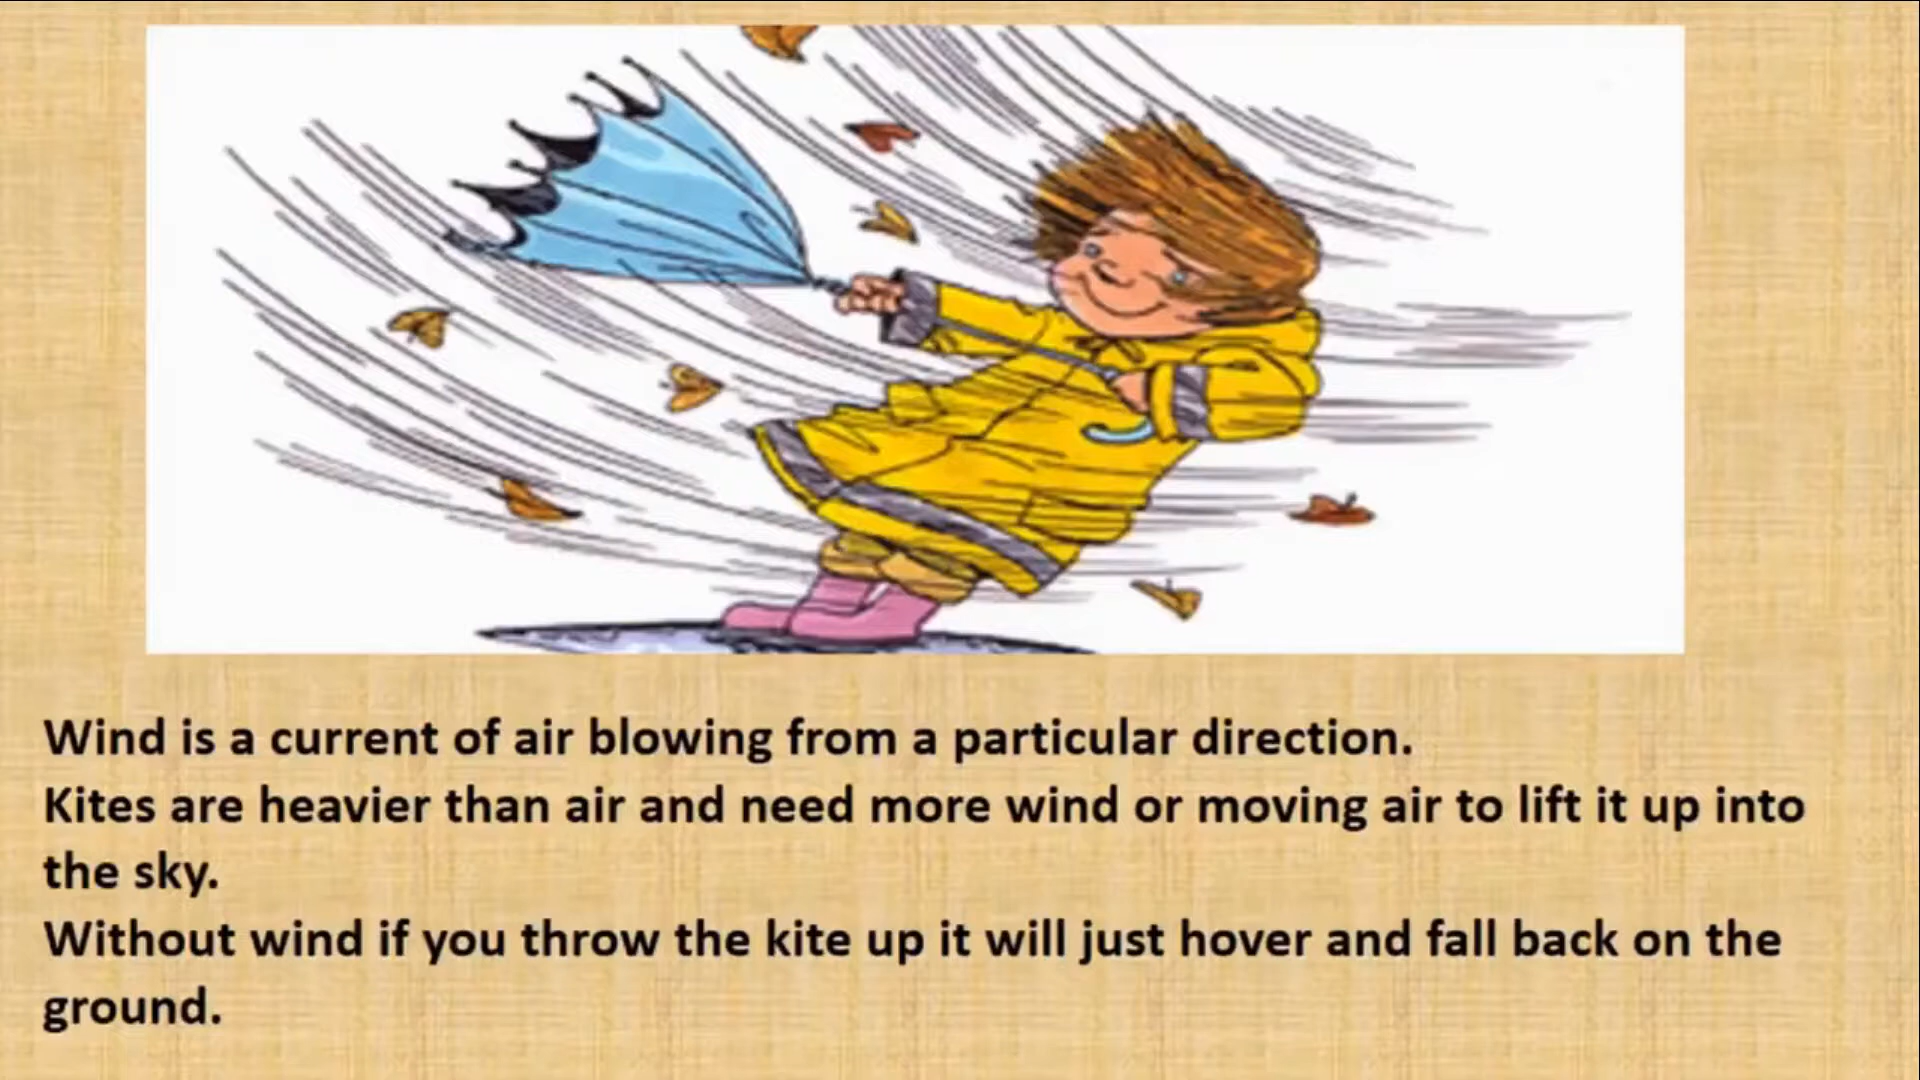 Wind is a current of air blowing from a particular direction.
Kites are heavier than air and need more wind or moving air to lift it up into
the sky.
Without wind if you throw the kite up it will just hover and fall back on the
ground.